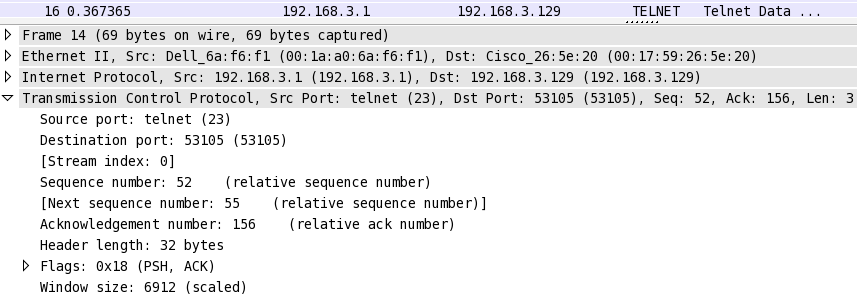 16 0.367365 192.168.3.1 192.168.3.129 TELNET Telnet Data ...
Frame 14 (69 bytes on wire, 69 bytes captured)
Ethernet II, Src: Dell_6a:f6:f1 (00:1a:a0:6a:f6:f1), Dst: Cisco_26:5e:20 (00:17:59:26:5e:20)
Internet Protocol, Src: 192.168.3.1 (192.168.3.1), Dst: 192.168.3.129 (192.168.3.129)
Transmission Control Protocol, Src Port: telnet (23), Dst Port: 53105 (53105), Seq: 52, Ack: 156, Len: 3
Source port: telnet (23)
Destination port: 53105 (53105)
[Stream index: 0]
Sequence number: 52 (relative sequence number)
[Next sequence number: 55 (relative sequence number)]
Acknowledgement number: 156 (relative ack number)
Header length: 32 bytes
Flags: 0x18 (PSH, ACK)
Window size: 6912 (scaled)